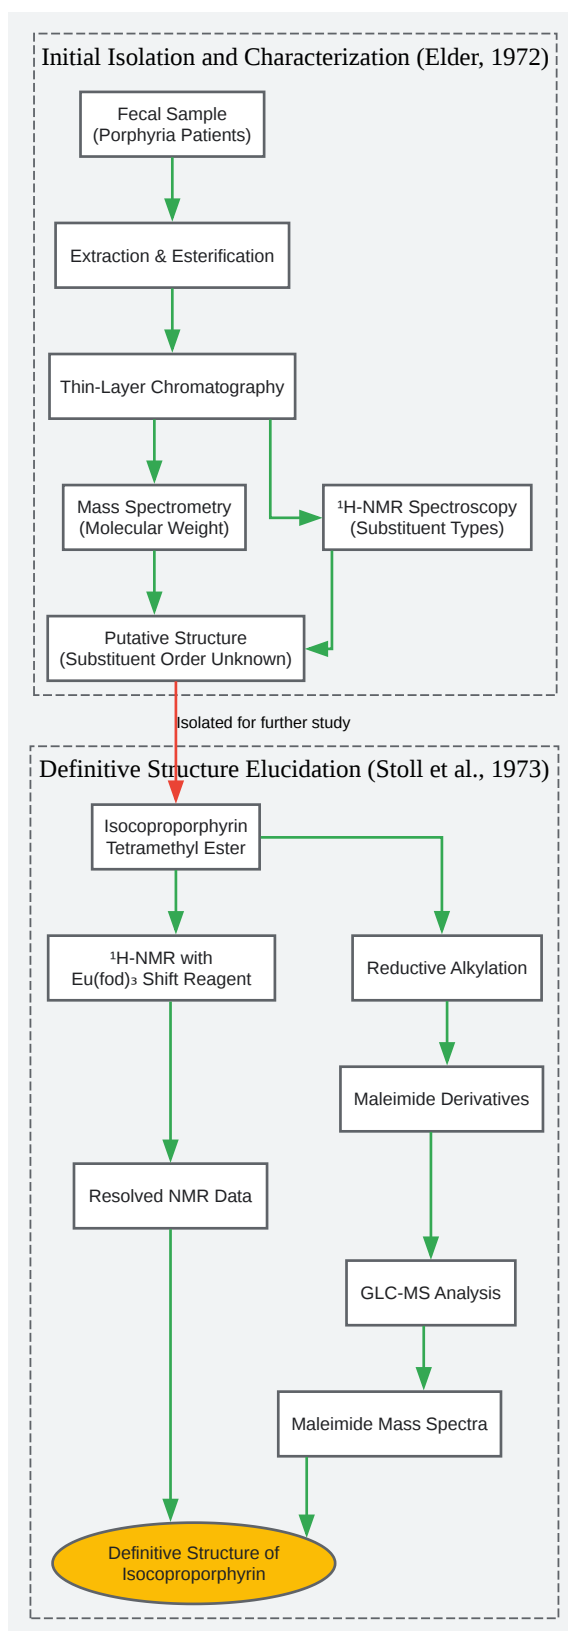 Initial Isolation and Characterization (Elder, 1972)
Fecal Sample
(Porphyria Patients)
Extraction & Esterification
Thin-Layer Chromatography
Mass Spectrometry
(Molecular Weight)
¹H-NMR Spectroscopy
(Substituent Types)
Putative Structure
(Substituent Order Unknown)
Isolated for further study
Definitive Structure Elucidation (Stoll et al., 1973)
Isocoproporphyrin
Tetramethyl Ester
¹H-NMR with
Eu(fod)₃ Shift Reagent
Reductive Alkylation
Maleimide Derivatives
Resolved NMR Data
GLC-MS Analysis
Maleimide Mass Spectra
Definitive Structure of
Isocoproporphyrin